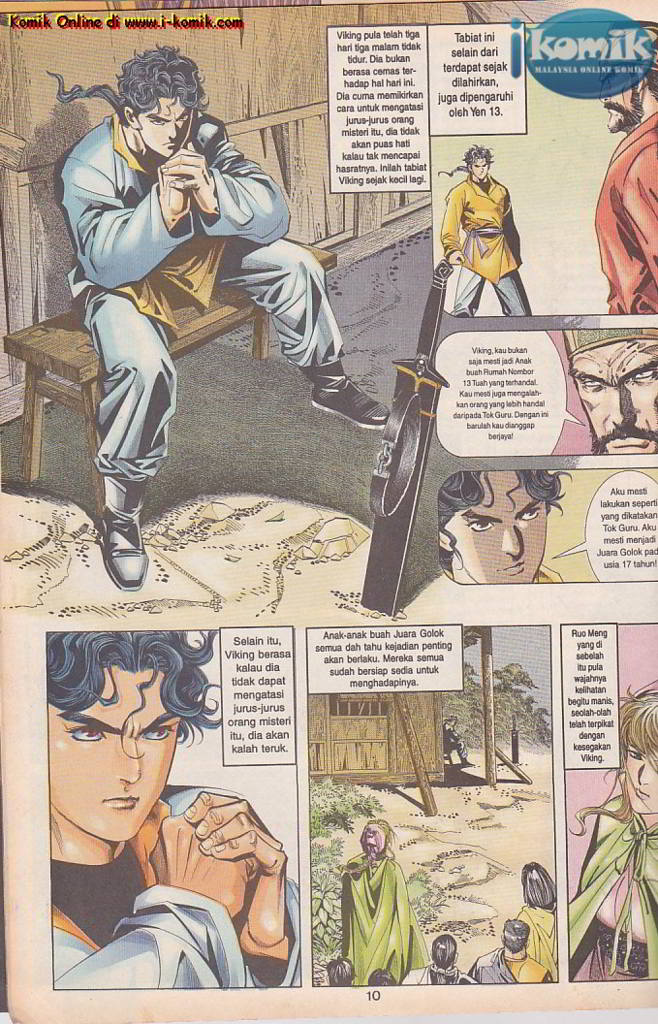 Komik Online di www.i-komik.com
ikomik
MALAYSIA ONLINE KOMIK
Viking pula telah tiga
hari tiga malam tidak
tidur. Dia bukan
berasa cemas ter-
hadap hal hari ini.
Dia cuma memikirkan
cara untuk mengatasi
jurus-jurus orang
misteri itu, dia tidak
akan puas hati
kalau tak mencapai
hasratnya. Inilah tabiat
Viking sejak kecil lagi.
Tabiat ini
selain dari
terdapat sejak
dilahirkan,
juga dipengaruhi
oleh Yen 13.
Viking, kau bukan
saja mesti jadi Anak
buah Rumah Nombor
13 Tuah yang terhandal.
Kau mesti juga mengalah-
kan orang yang lebih handal
daripada Tok Guru. Dengan ini
barulah kau dianggap
berjaya!
Aku mesti
lakukan seperti
yang dikatakan
Tok Guru. Aku
mesti menjadi
Juara Golok pad
usia 17 tahun!
Selain itu,
Viking berasa
kalau dia
tidak dapat
mengatasi
jurus-jurus
orang misteri
itu, dia akan
kalah teruk.
Anak-anak buah Juara Golok
semua dah tahu kejadian penting
akan berlaku. Mereka semua
sudah bersiap sedia untuk
menghadapinya.
Ruo Meng
yang di
sebelah
itu pula
wajahnya
kelihatan
begitu manis,
seolah-olah
telah terpikat
dengan
kesegakan
Viking.
10